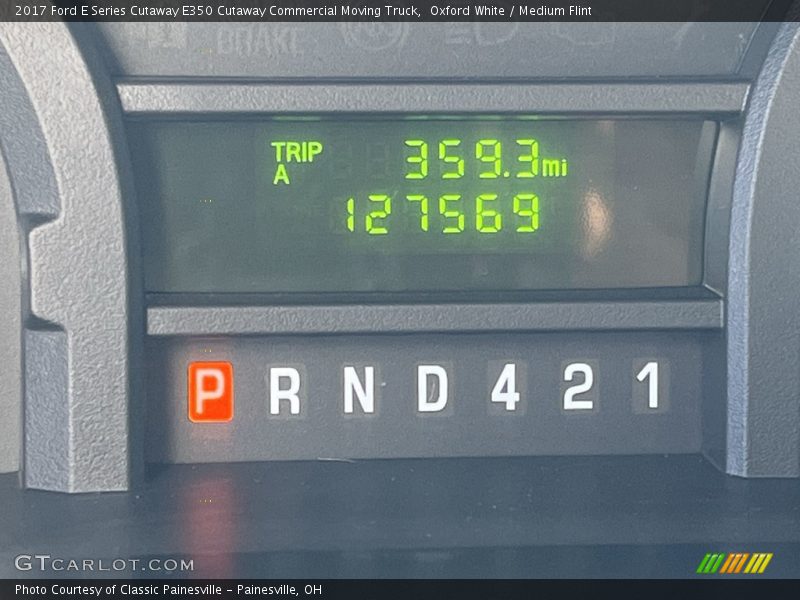 2017 Ford E Series Cutaway E350 Cutaway Commercial Moving Truck,  Oxford White / Medium Flint
BRAKE
TRIP A 359.3mi
127569
P R N D 4 2 1
GTCARLOT.COM
Photo Courtesy of Classic Painesville - Painesville, OH